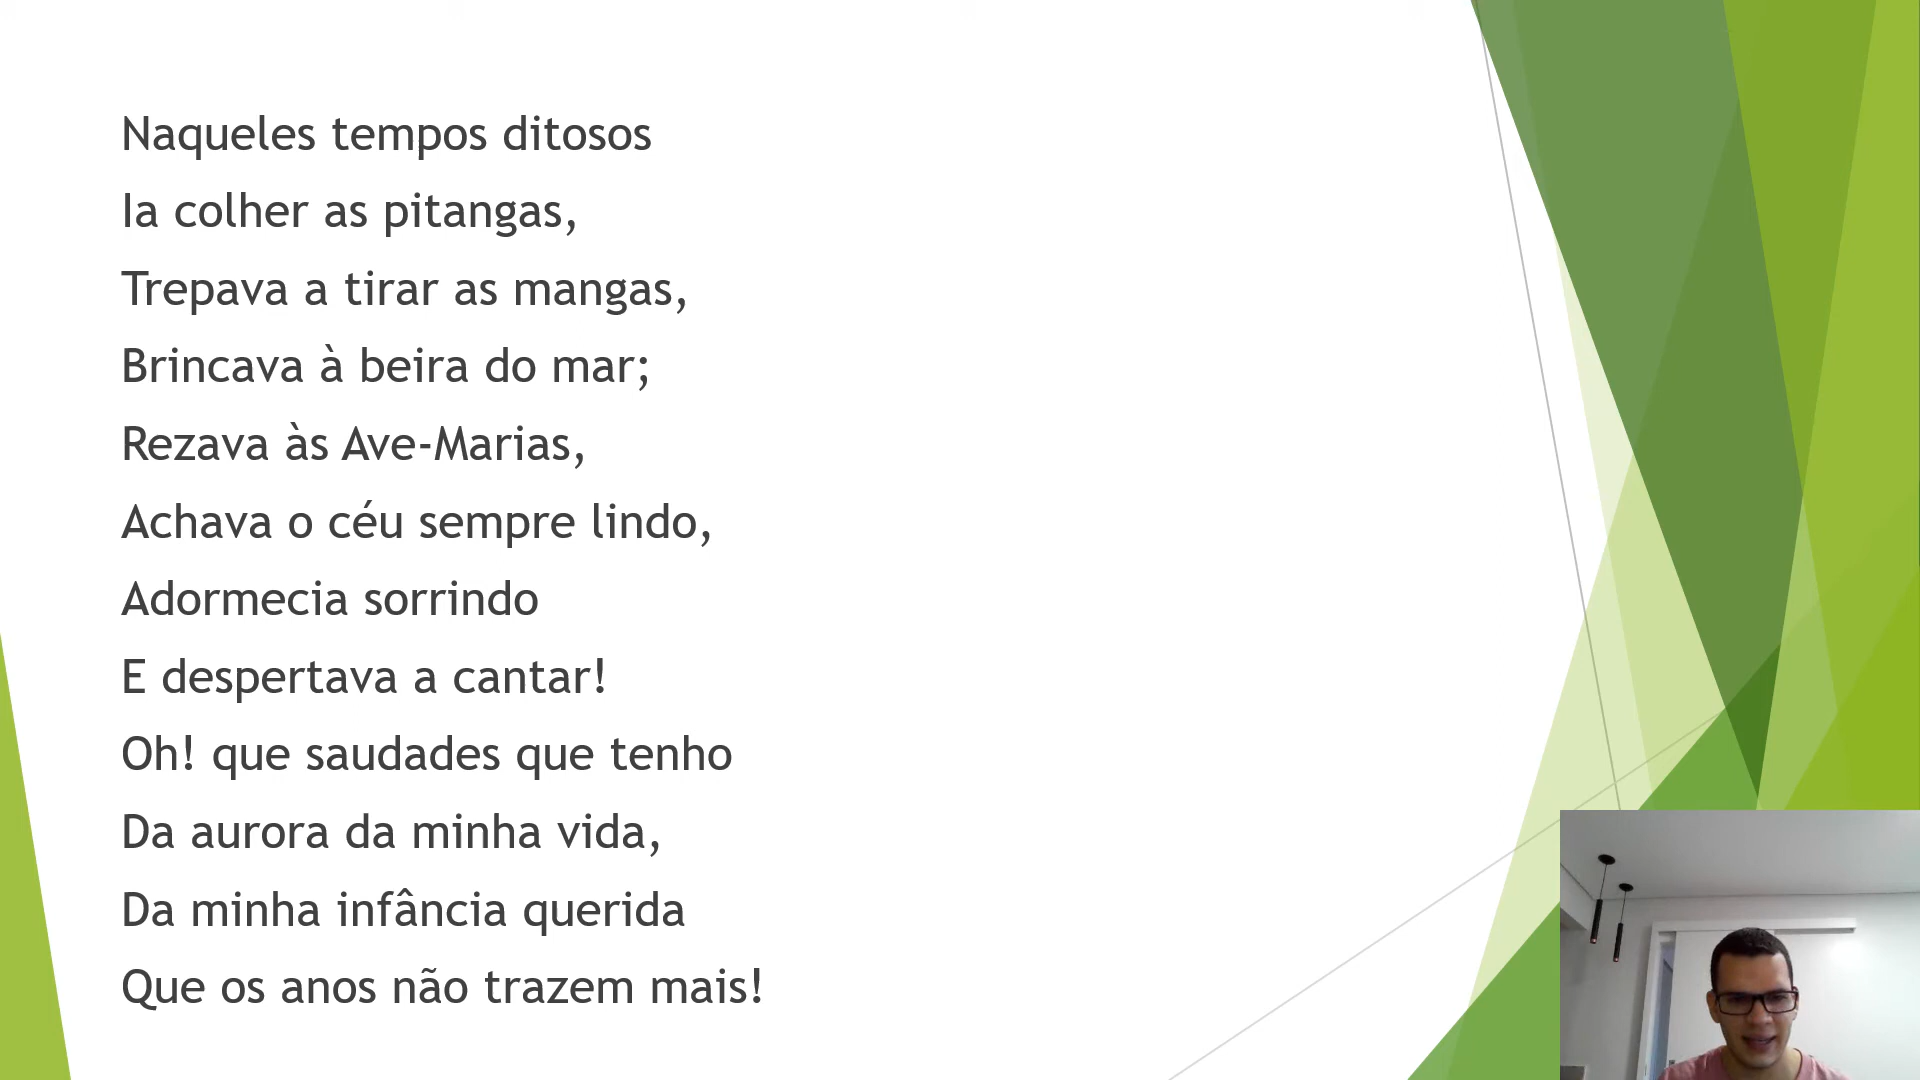 Naqueles tempos ditosos
Ia colher as pitangas,
Trepava a tirar as mangas,
Brincava à beira do mar;
Rezava às Ave-Marias,
Achava o céu sempre lindo,
Adormecia sorrindo
E despertava a cantar!
Oh! que saudades que tenho
Da aurora da minha vida,
Da minha infância querida
Que os anos não trazem mais!